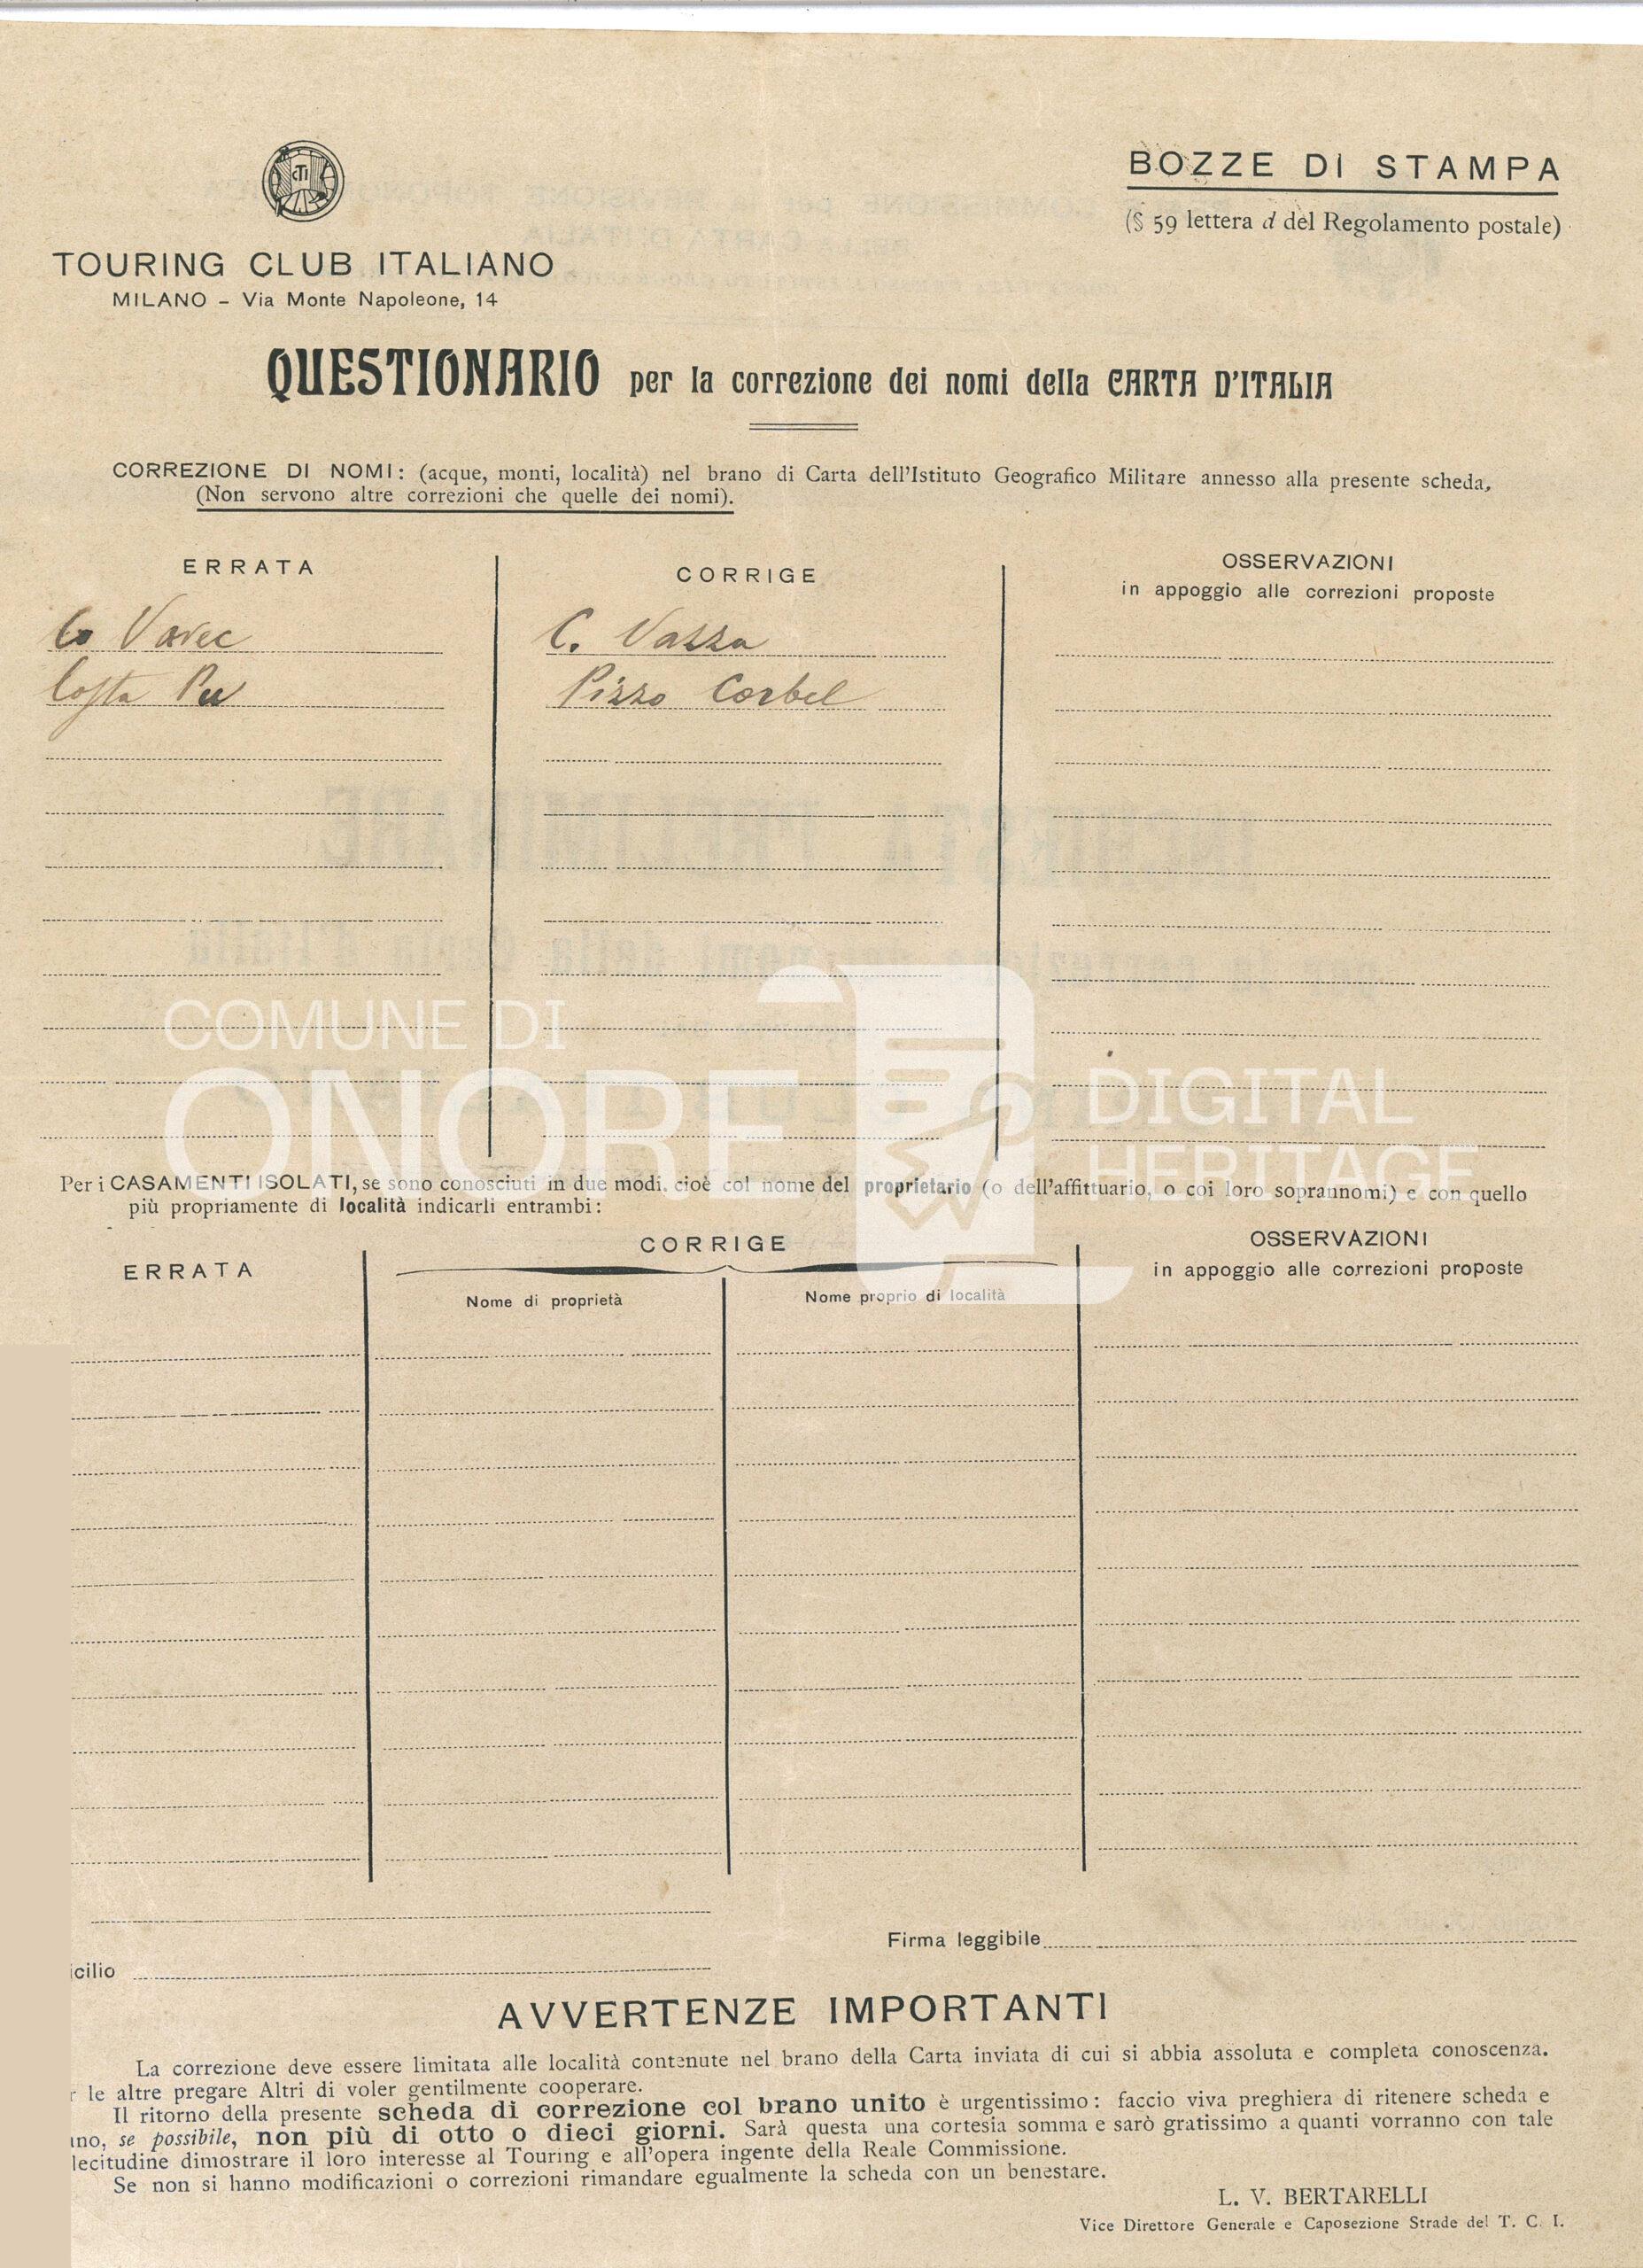 CTI
BOZZE DI STAMPA
(§ 59 lettera d del Regolamento postale)
TOURING CLUB ITALIANO
MILANO – Via Monte Napoleone, 14
QUESTIONARIO per la correzione dei nomi della CARTA D'ITALIA
CORREZIONE DI NOMI: (acque, monti, località) nel brano di Carta dell'Istituto Geografico Militare annesso alla presente scheda,
(Non servono altre correzioni che quelle dei nomi).
ERRATA
CORRIGE
OSSERVAZIONI
in appoggio alle correzioni proposte
Varec
C. Vazza
Costa
Pizzo Corbel
COMUNE DI
ONORE
DIGITAL
HERITAGE
Per i CASAMENTI ISOLATI, se sono conosciuti in due modi, cioè col nome del proprietario (o dell'affittuario, o coi loro soprannomi) e con quello
più propriamente di località indicarli entrambi:
ERRATA
CORRIGE
Nome di proprietà
Nome proprio di località
OSSERVAZIONI
in appoggio alle correzioni proposte
Firma leggibile
icilio
AVVERTENZE IMPORTANTI
La correzione deve essere limitata alle località contenute nel brano della Carta inviata di cui si abbia assoluta e completa conoscenza.
r le altre pregare Altri di voler gentilmente cooperare.
Il ritorno della presente scheda di correzione col brano unito è urgentissimo: faccio viva preghiera di ritenere scheda e
ano, se possibile, non più di otto o dieci giorni. Sarà questa una cortesia somma e sarò gratissimo a quanti vorranno con tale
lecitudine dimostrare il loro interesse al Touring e all'opera ingente della Reale Commissione.
Se non si hanno modificazioni o correzioni rimandare egualmente la scheda con un benestare.
L. V. BERTARELLI
Vice Direttore Generale e Caposezione Strade del T. C. I.